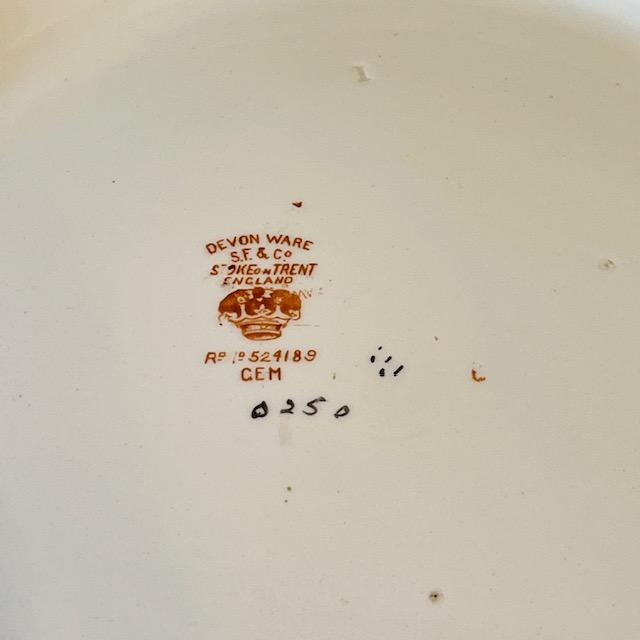 DEVON WARE
S.F. & Co
STOKE ON TRENT
ENGLAND
Rd No 524189
GEM
0250